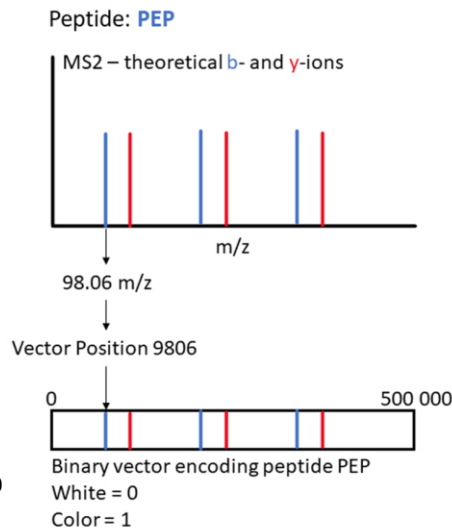 Peptide: PEP
MS2 – theoretical b- and y-ions
m/z
98.06 m/z
Vector Position 9806
0 500 000
Binary vector encoding peptide PEP
White = 0
Color = 1